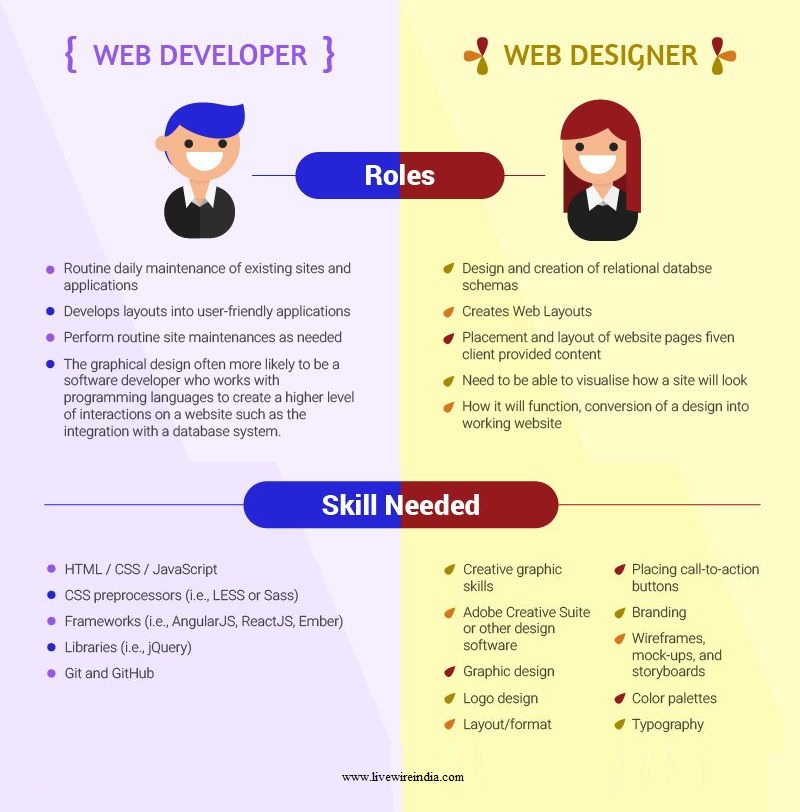 { WEB DEVELOPER }
WEB DESIGNER
Roles
Routine daily maintenance of existing sites and
applications
Develops layouts into user-friendly applications
Perform routine site maintenances as needed
The graphical design often more likely to be a
software developer who works with
programming languages to create a higher level
of interactions on a website such as the
integration with a database system.
Design and creation of relational databse
schemas
Creates Web Layouts
Placement and layout of website pages fiven
client provided content
Need to be able to visualise how a site will look
How it will function, conversion of a design into
working website
Skill Needed
HTML / CSS / JavaScript
CSS preprocessors (i.e., LESS or Sass)
Frameworks (i.e., AngularJS, ReactJS, Ember)
Libraries (i.e., jQuery)
Git and GitHub
Creative graphic
skills
Adobe Creative Suite
or other design
software
Graphic design
Logo design
Layout/format
Placing call-to-action
buttons
Branding
Wireframes,
mock-ups, and
storyboards
Color palettes
Typography
www.livewireindia.com